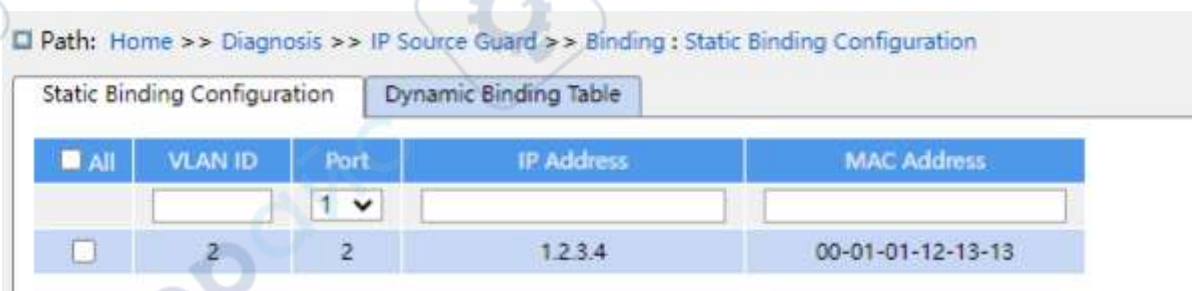 Path: Home >> Diagnosis >> IP Source Guard >> Binding : Static Binding Configuration
Static Binding Configuration Dynamic Binding Table
All VLAN ID Port IP Address MAC Address
1
2 2 1.2.3.4 00-01-01-12-13-13